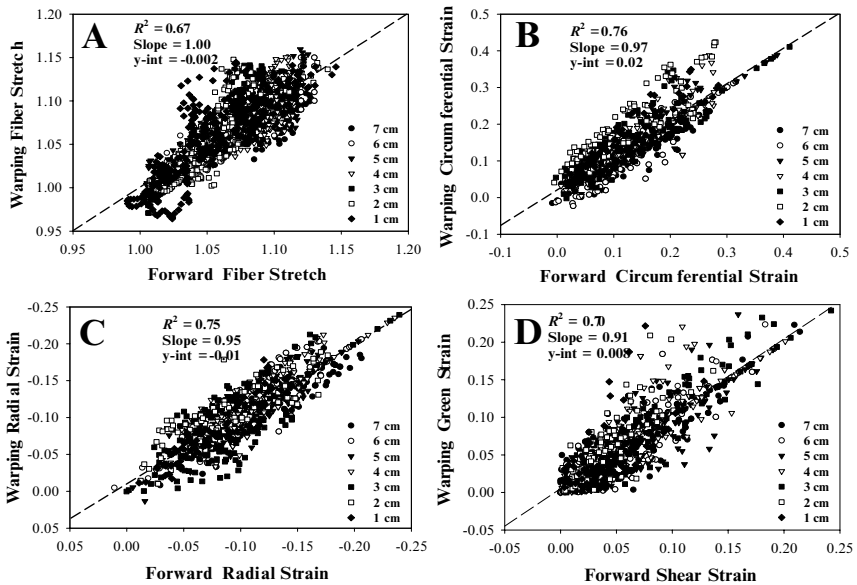 A
R² = 0.67
Slope = 1.00
y-int = -0.002
Warping Fiber Stretch
1.20
1.15
1.10
1.05
1.00
0.95
7 cm
6 cm
5 cm
4 cm
3 cm
2 cm
1 cm
0.95 1.00 1.05 1.10 1.15 1.20
Forward Fiber Stretch
B
R² = 0.76
Slope = 0.97
y-int = 0.02
Warping Circumferential Strain
0.5
0.4
0.3
0.2
0.1
0.0
-0.1
7 cm
6 cm
5 cm
4 cm
3 cm
2 cm
1 cm
-0.1 0.0 0.1 0.2 0.3 0.4 0.5
Forward Circumferential Strain
C
R² = 0.75
Slope = 0.95
y-int = -0.01
Warping Radial Strain
-0.25
-0.20
-0.15
-0.10
-0.05
0.00
0.05
7 cm
6 cm
5 cm
4 cm
3 cm
2 cm
1 cm
0.05 0.00 -0.05 -0.10 -0.15 -0.20 -0.25
Forward Radial Strain
D
R² = 0.70
Slope = 0.91
y-int = 0.008
Warping Green Strain
0.25
0.20
0.15
0.10
0.05
0.00
-0.05
7 cm
6 cm
5 cm
4 cm
3 cm
2 cm
1 cm
-0.05 0.00 0.05 0.10 0.15 0.20 0.25
Forward Shear Strain